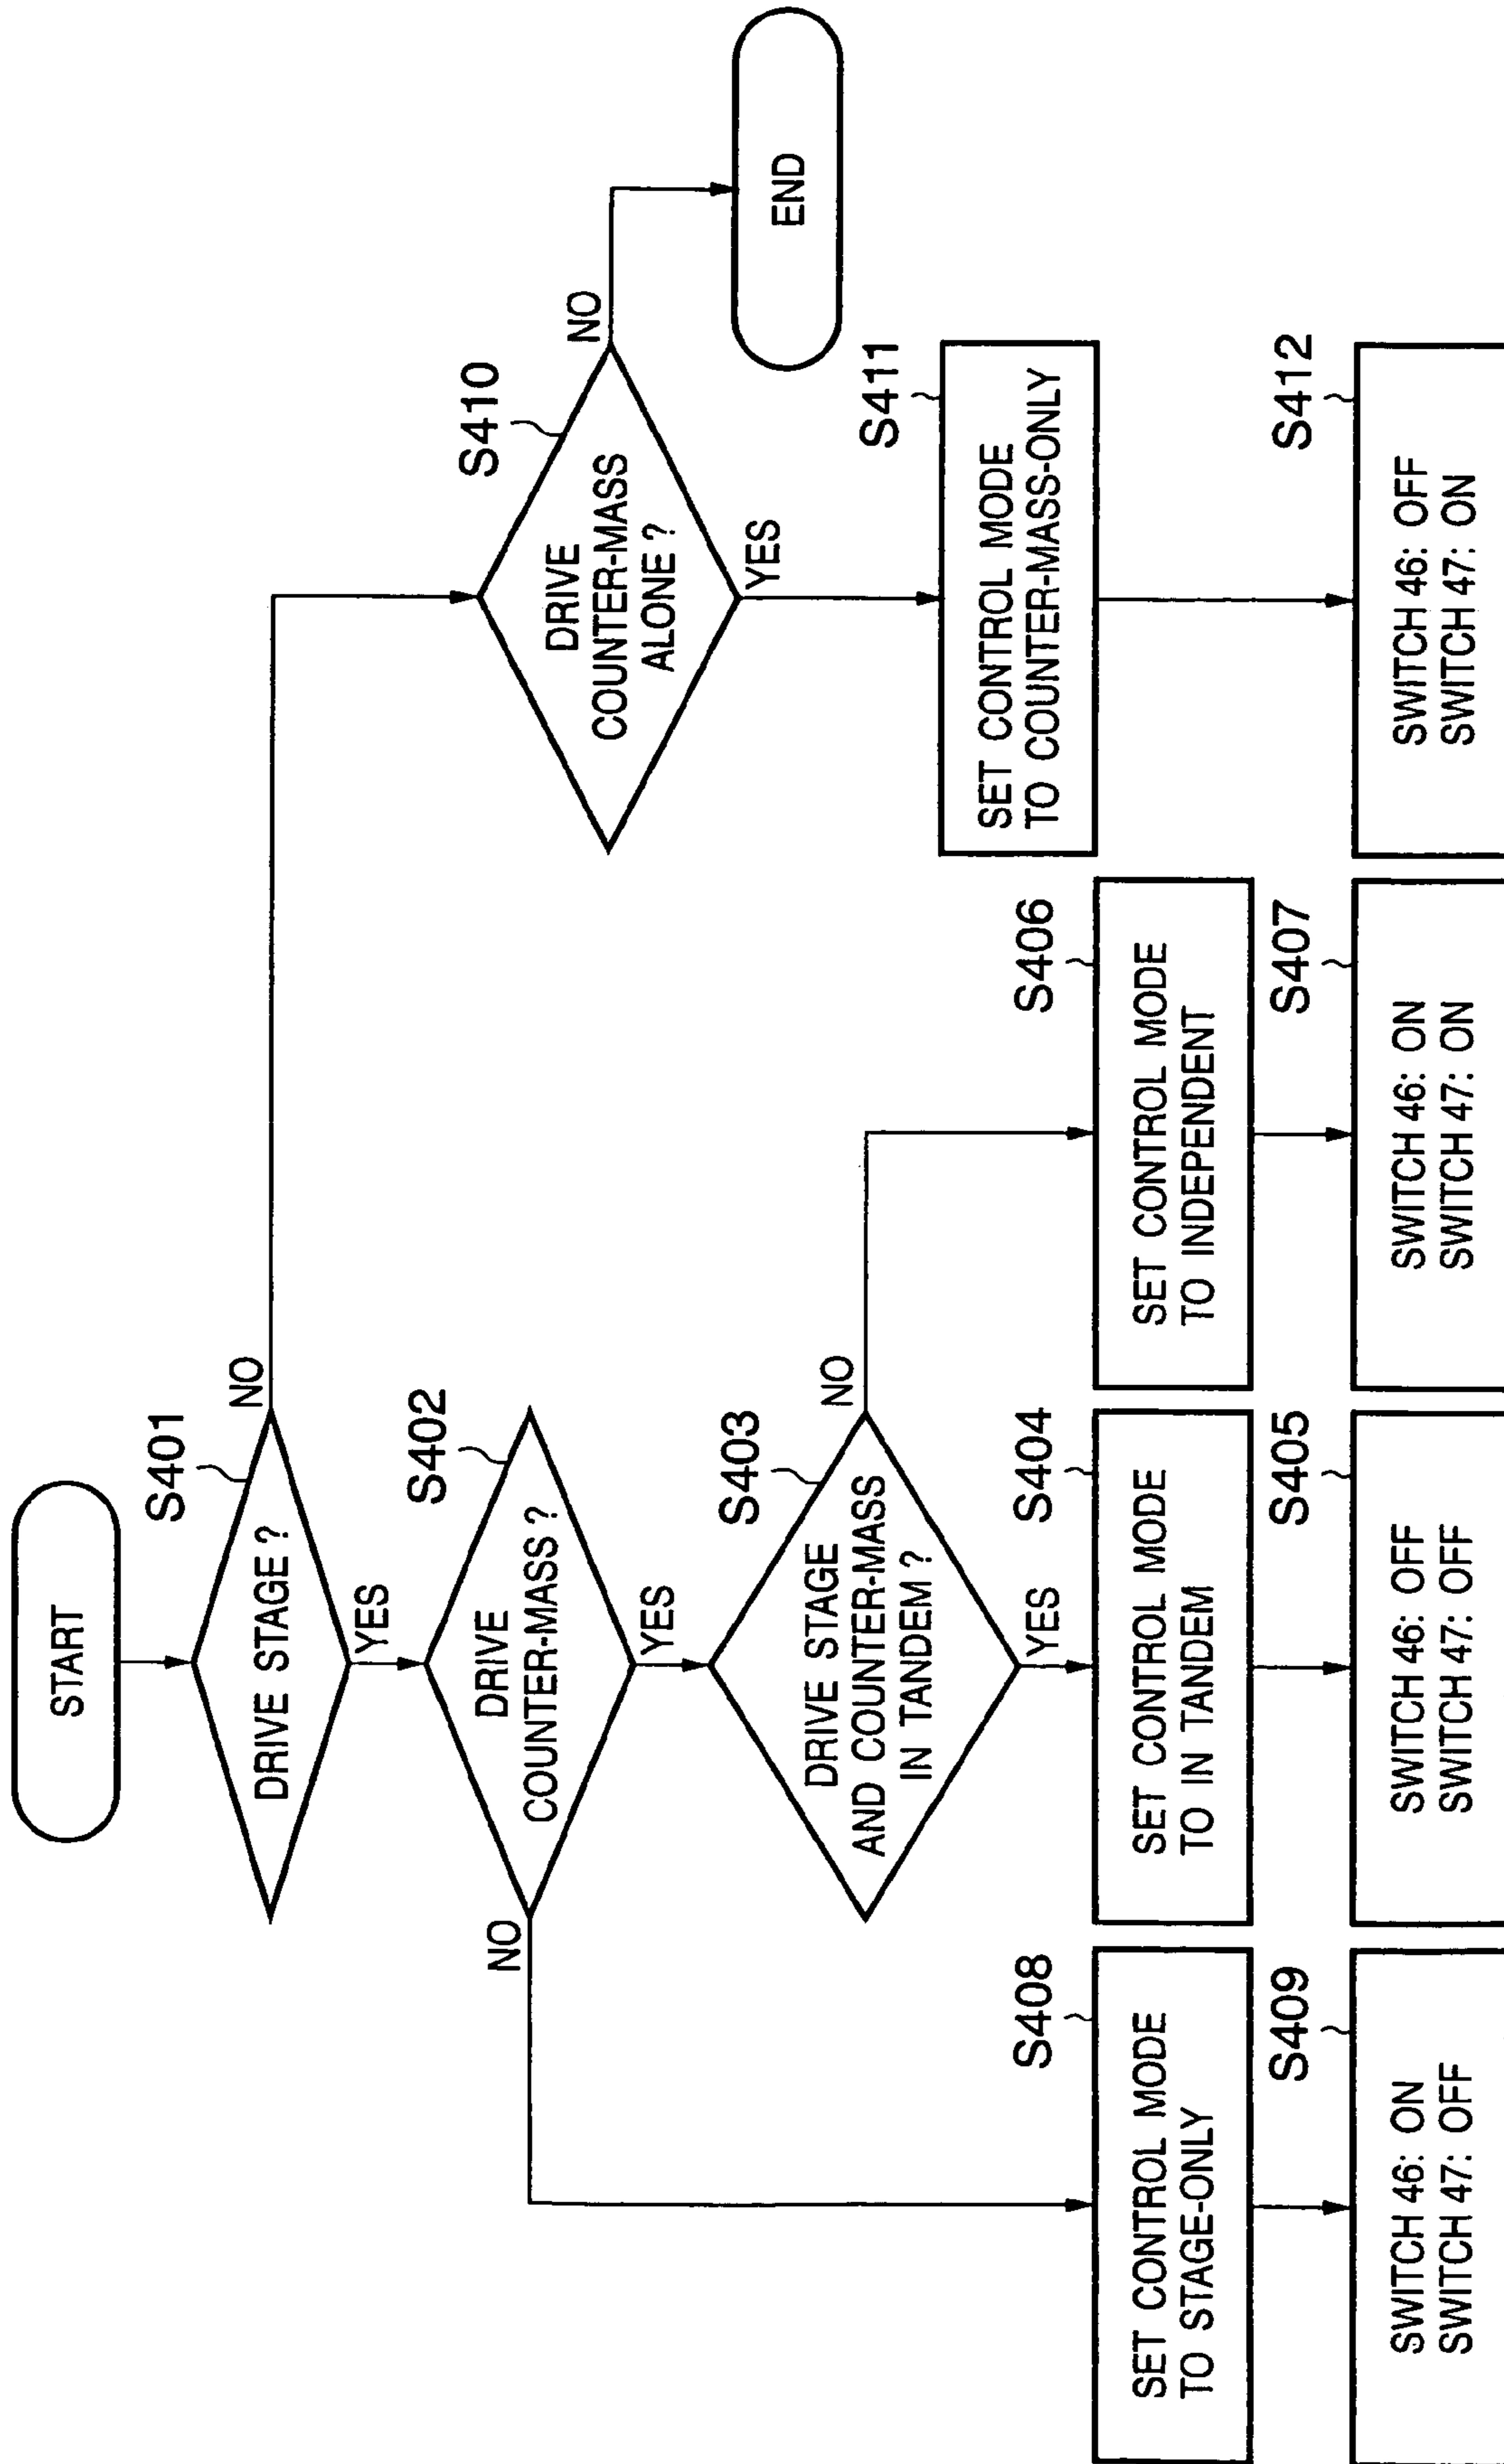 START
S401
DRIVE STAGE ?
NO
YES
S402
DRIVE
COUNTER-MASS ?
NO
YES
S403
DRIVE STAGE
AND COUNTER-MASS
IN TANDEM ?
NO
YES
S404
SET CONTROL MODE
TO IN TANDEM
S405
SWITCH 46: OFF
SWITCH 47: OFF
S406
SET CONTROL MODE
TO INDEPENDENT
S407
SWITCH 46: ON
SWITCH 47: ON
S408
SET CONTROL MODE
TO STAGE-ONLY
S409
SWITCH 46: ON
SWITCH 47: OFF
S410
DRIVE
COUNTER-MASS
ALONE ?
NO
YES
END
S411
SET CONTROL MODE
TO COUNTER-MASS-ONLY
S412
SWITCH 46: OFF
SWITCH 47: ON